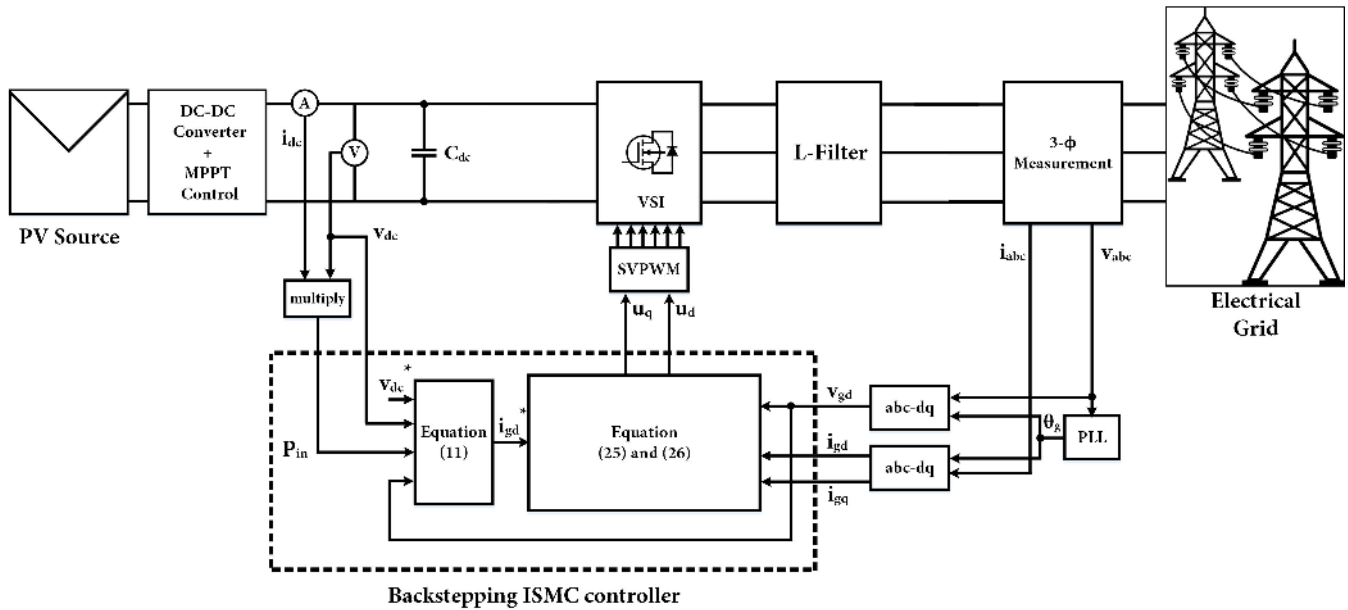 DC-DC
Converter
+
MPPT
Control
PV Source
A
i_dc
V
v_dc
C_dc
multiply
VSI
SVPWM
u_q
u_d
L-Filter
3-ϕ
Measurement
i_abc
v_abc
Electrical
Grid
v_dc*
P_in
Equation
(11)
i_gd*
Equation
(25) and (26)
v_gd
i_gd
i_gq
abc-dq
abc-dq
θ_g
PLL
Backstepping ISMC controller